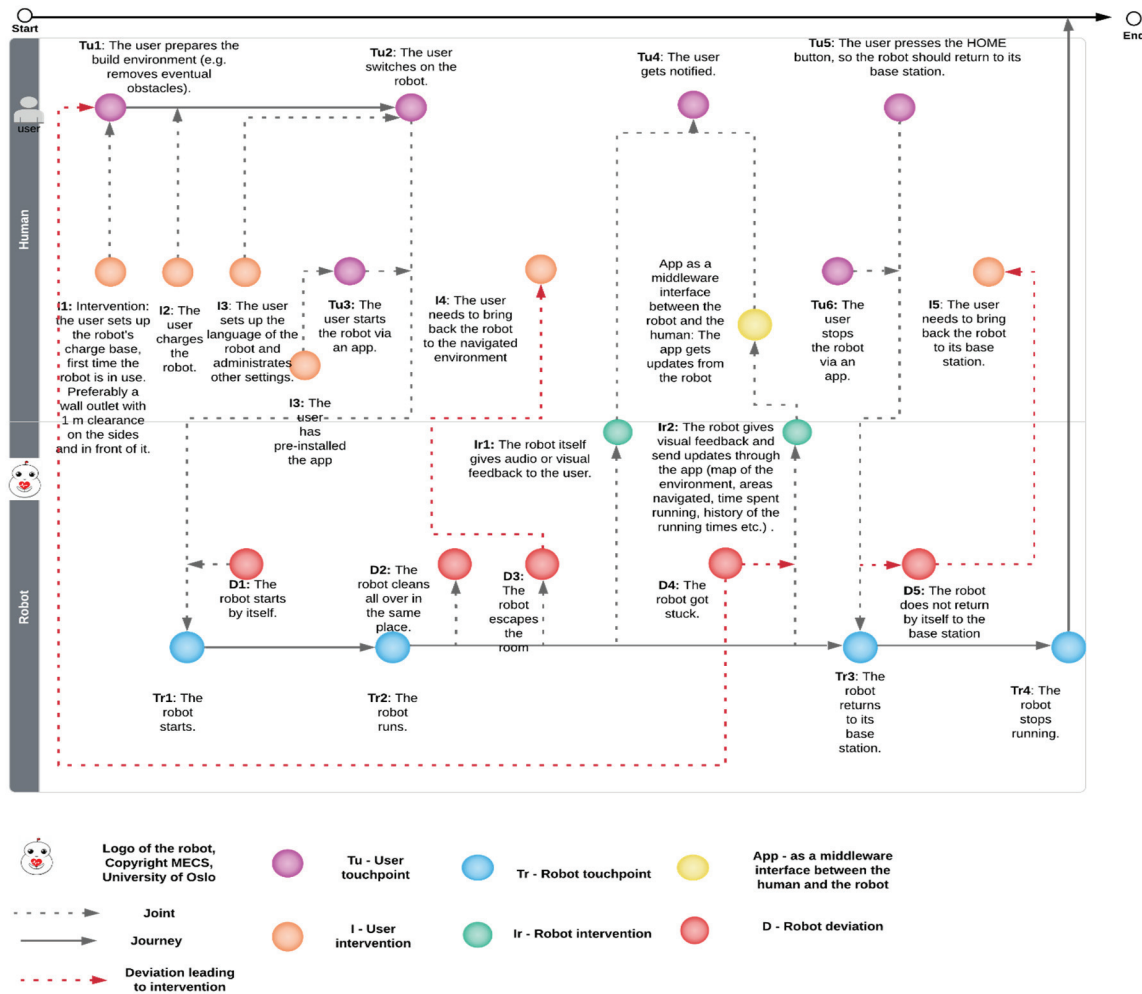 Start
End
Tu1: The user prepares the
build environment (e.g.
removes eventual
obstacles).
Tu2: The user
switches on the
robot.
Tu4: The user
gets notified.
Tu5: The user presses the HOME
button, so the robot should return to its
base station.
user
Human
I1: Intervention:
the user sets up
the robot's
charge base,
first time the
robot is in use.
Preferably a
wall outlet with
1 m clearance
on the sides
and in front of it.
I2: The
user
charges
the
robot.
I3: The user
sets up the
language of the
robot and
administrates
other settings.
Tu3: The
user starts
the robot via
an app.
I3: The
user
has
pre-installed
the app
I4: The user
needs to bring
back the robot
to the navigated
environment
App as a
middleware
interface
between the
robot and the
human: The
app gets
updates from
the robot
Tu6: The
user
stops
the robot
via an
app.
I5: The user
needs to bring
back the robot
to its base
station.
Ir1: The robot itself
gives audio or visual
feedback to the user.
Ir2: The robot gives
visual feedback and
send updates through
the app (map of the
environment, areas
navigated, time spent
running, history of the
running times etc.) .
Robot
D1: The
robot starts
by itself.
D2: The
robot cleans
all over in
the same
place.
D3:
The
robot
escapes
the
room
D4: The
robot got
stuck.
D5: The robot
does not return
by itself to the
base station
Tr1: The
robot
starts.
Tr2: The
robot
runs.
Tr3: The
robot
returns
to its
base
station.
Tr4: The
robot
stops
running.
Logo of the robot,
Copyright MECS,
University of Oslo
Tu - User
touchpoint
Tr - Robot touchpoint
App - as a middleware
interface between the
human and the robot
Joint
Journey
I - User
intervention
Ir - Robot intervention
D - Robot deviation
Deviation leading
to intervention